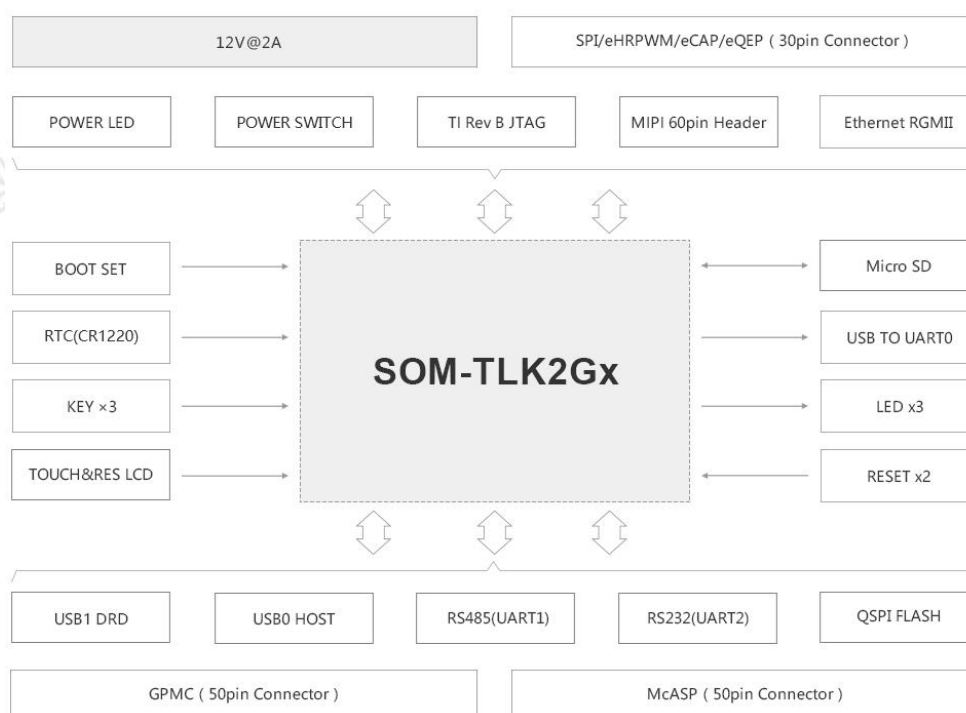 12V@2A
SPI/eHRPWM/eCAP/eQEP ( 30pin Connector )
POWER LED
POWER SWITCH
TI Rev B JTAG
MIPI 60pin Header
Ethernet RGMII
BOOT SET
RTC(CR1220)
KEY ×3
TOUCH&RES LCD
SOM-TLK2Gx
Micro SD
USB TO UART0
LED x3
RESET x2
USB1 DRD
USB0 HOST
RS485(UART1)
RS232(UART2)
QSPI FLASH
GPMC ( 50pin Connector )
McASP ( 50pin Connector )